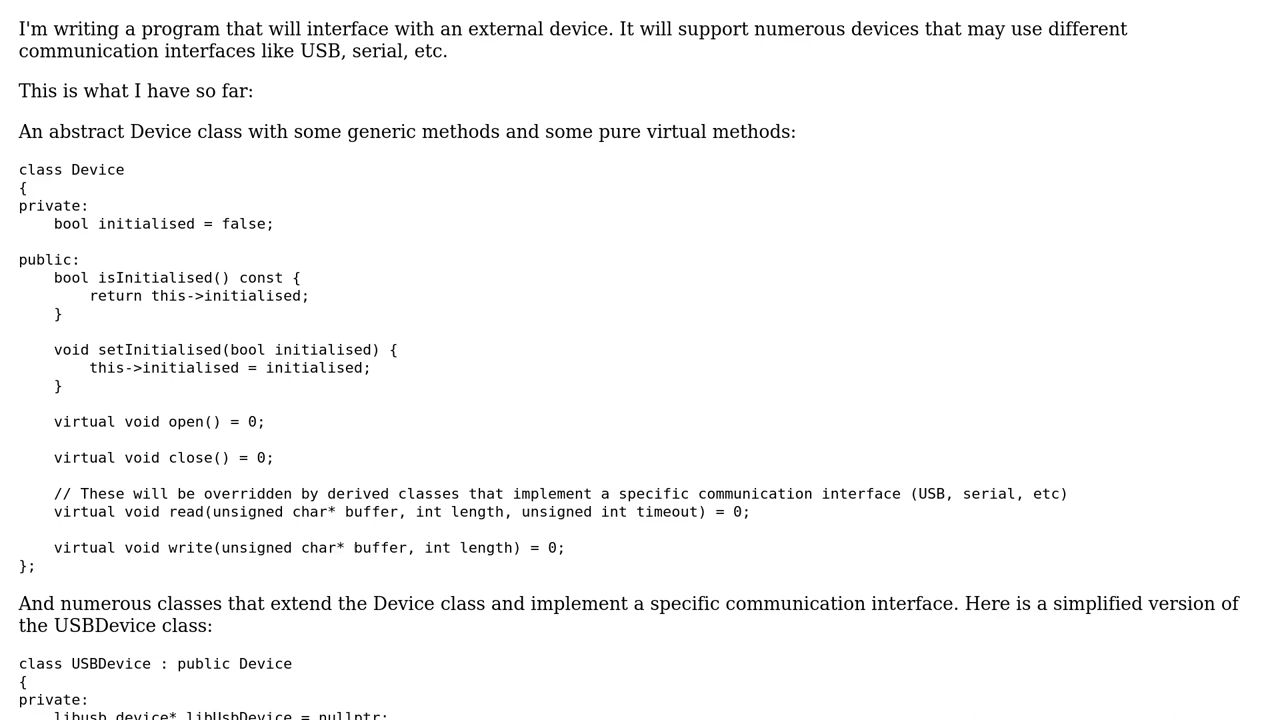 I'm writing a program that will interface with an external device. It will support numerous devices that may use different
communication interfaces like USB, serial, etc.
This is what I have so far:
An abstract Device class with some generic methods and some pure virtual methods:
class Device
{
private:
    bool initialised = false;
public:
    bool isInitialised() const {
        return this->initialised;
    }
    void setInitialised(bool initialised) {
        this->initialised = initialised;
    }
    virtual void open() = 0;
    virtual void close() = 0;
    // These will be overridden by derived classes that implement a specific communication interface (USB, serial, etc)
    virtual void read(unsigned char* buffer, int length, unsigned int timeout) = 0;
    virtual void write(unsigned char* buffer, int length) = 0;
};
And numerous classes that extend the Device class and implement a specific communication interface. Here is a simplified version of
the USBDevice class:
class USBDevice : public Device
{
private:
    libusb_device* libUsbDevice = nullptr;